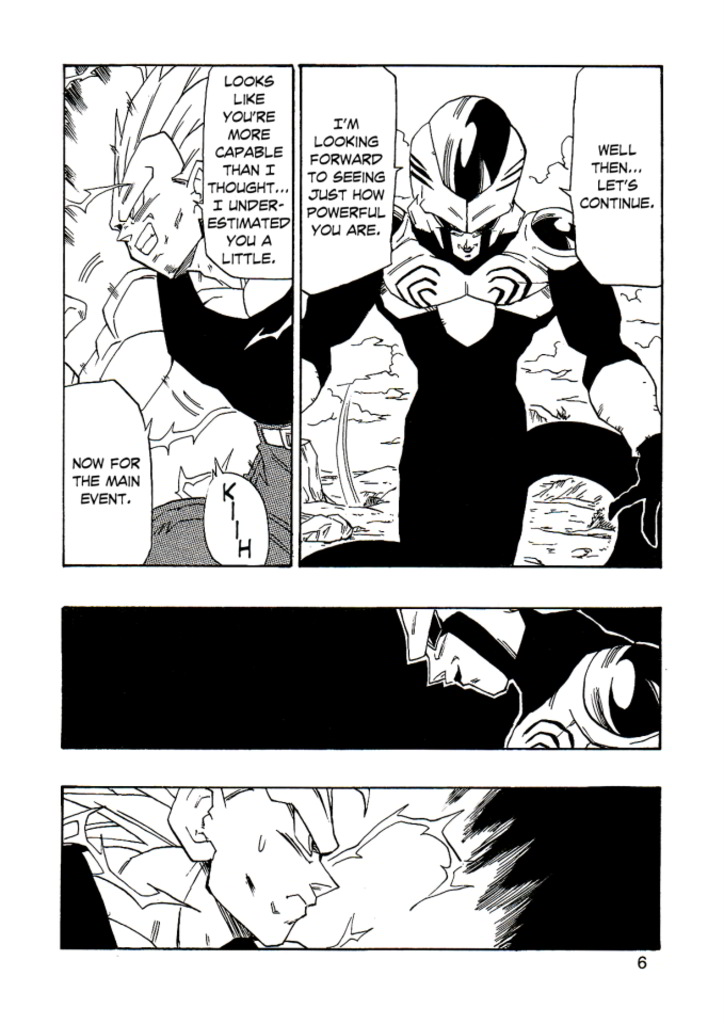 WELL
THEN...
LET'S
CONTINUE.
I'M
LOOKING
FORWARD
TO SEEING
JUST HOW
POWERFUL
YOU ARE.
LOOKS
LIKE
YOU'RE
MORE
CAPABLE
THAN I
THOUGHT...
I UNDER-
ESTIMATED
YOU A
LITTLE.
NOW FOR
THE MAIN
EVENT.
KIIH
6